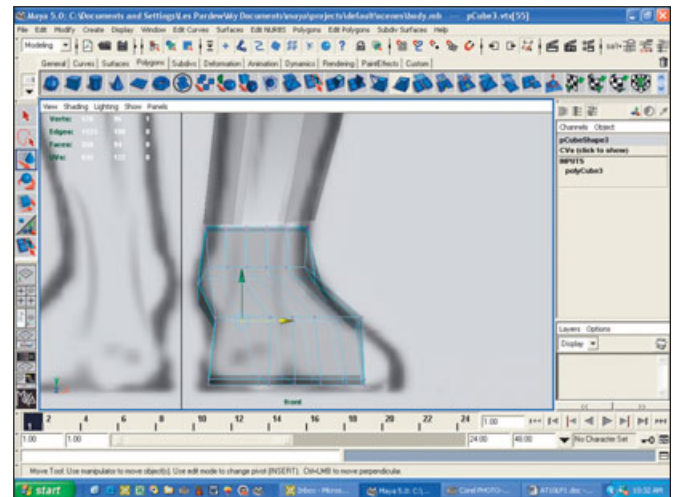 Maya 5.0: C:\Documents and Settings\Les Pardew\My Documents\maya\projects\default\scenes\body.mb --- pCube3.vtx[55]
File Edit Modify Create Display Window Edit Curves Surfaces Edit NURBS Polygons Edit Polygons Subdiv Surfaces Help
Modeling
General Curves Surfaces Polygons Subdivs Deformation Animation Dynamics Rendering PaintEffects Custom
View Shading Lighting Show Panels
Verts:
Edges:
Faces:
UVs:
Channels Object
pCubeShape3
CVs (click to show)
INPUTS
polyCube3
Layers Options
Display
front
1 2 4 6 8 10 12 14 16 18 20 22 24 1.00
1.00 1.00 24.00 48.00 No Character Set
Move Tool: Use manipulator to move object(s). Use edit mode to change pivot (INSERT). Ctrl+LMB to move perpendicular.
start Inbox - Micros... Maya 5.0: C:\... Corel PHOTO-... 10:32 AM